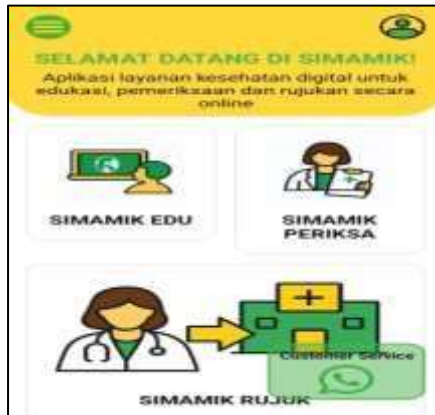 SELAMAT DATANG DI SIMAMIK!
Aplikasi layanan kesehatan digital untuk
edukasi, pemeriksaan dan rujukan secara
online
SIMAMIK EDU
SIMAMIK
PERIKSA
Customer Service
SIMAMIK RUJUK